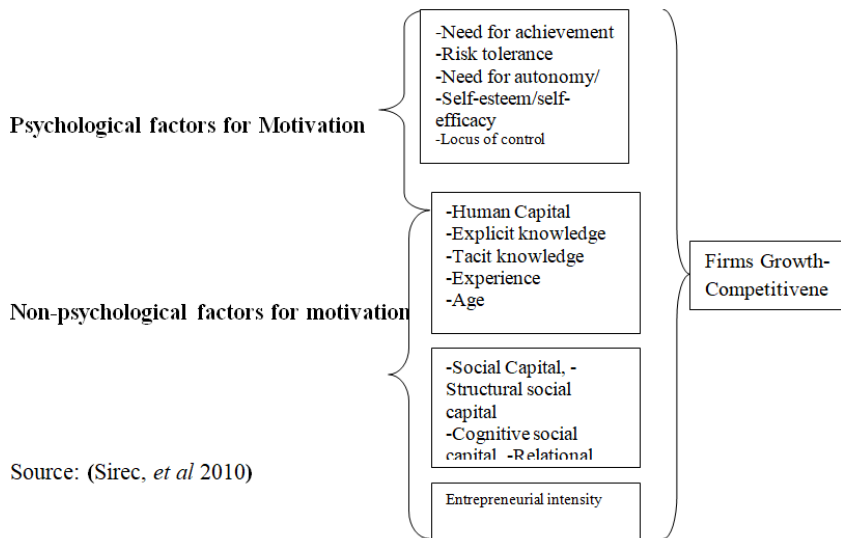 -Need for achievement
-Risk tolerance
-Need for autonomy/
-Self-esteem/self-
efficacy
-Locus of control
Psychological factors for Motivation
-Human Capital
-Explicit knowledge
-Tacit knowledge
-Experience
-Age
Firms Growth-
Competitivene
Non-psychological factors for motivation
-Social Capital, -
Structural social
capital
-Cognitive social
capital -Relational
Source: (Sirec, et al 2010)
Entrepreneurial intensity